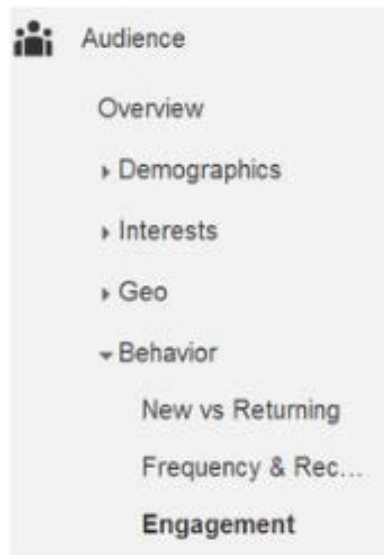 Audience
Overview
Demographics
Interests
Geo
Behavior
New vs Returning
Frequency & Rec...
Engagement